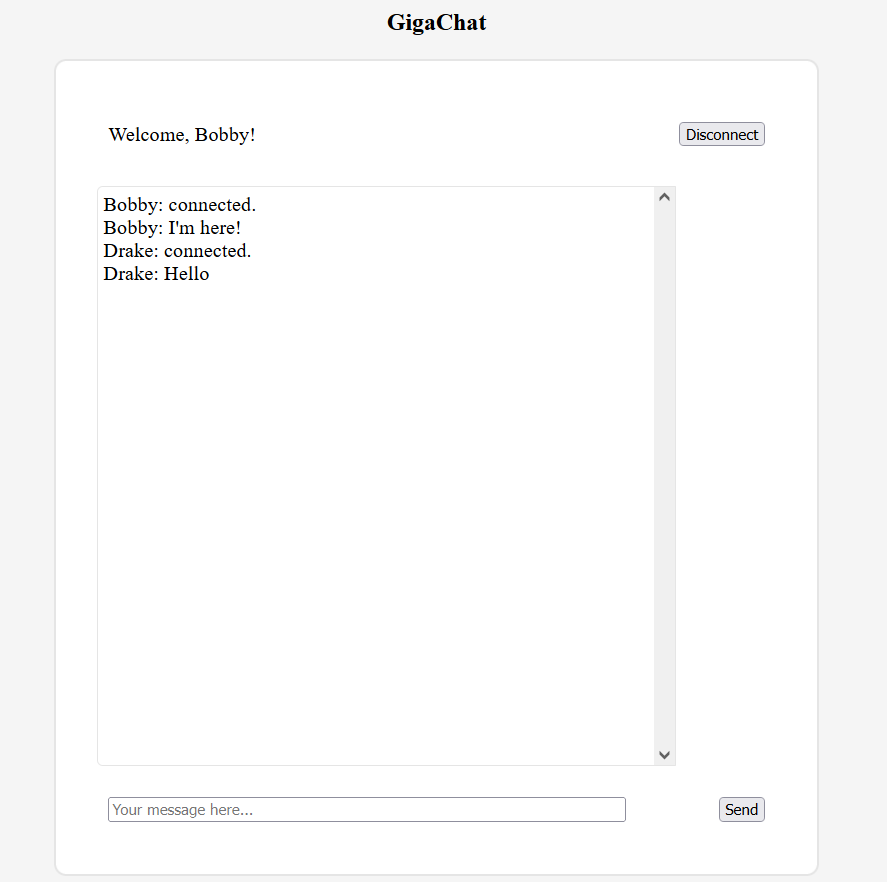 GigaChat
Welcome, Bobby!
Disconnect
Bobby: connected.
Bobby: I'm here!
Drake: connected.
Drake: Hello
Your message here...
Send